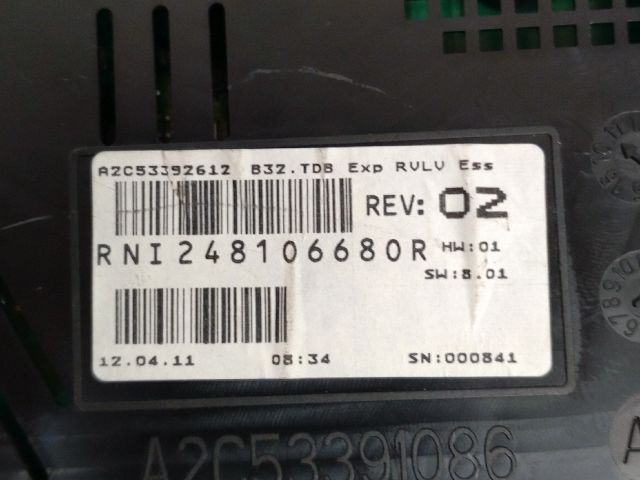 A2C53392612 B32.TDB Exp RVLV Ess
REV: 02
RNI248106680R HW:01
SW:8.01
12.04.11 08:34 SN:000841
A2C53391086